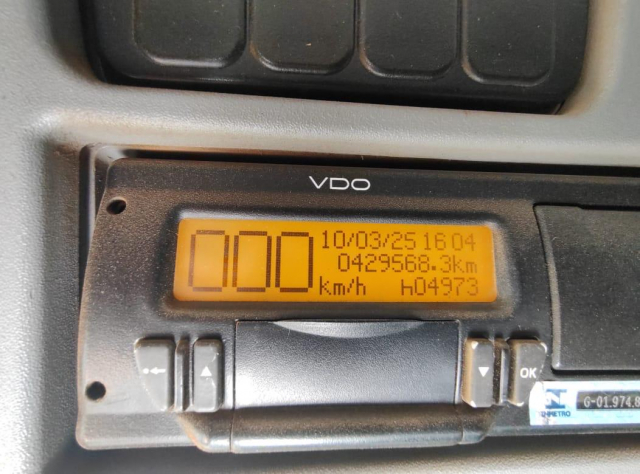 VDO
000 10/03/25 16 04
0429568.3km
km/h h04973
▲
▼
OK
INMETRO
G-01.974.8